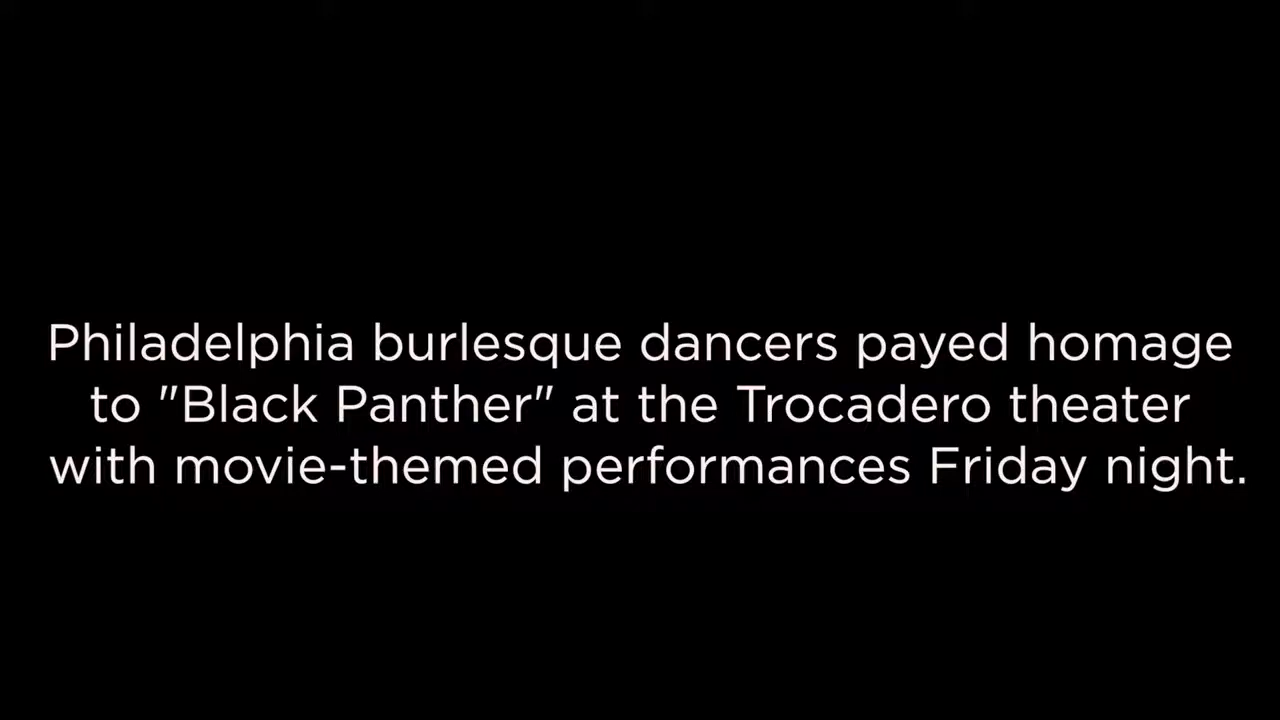 Philadelphia burlesque dancers payed homage
to "Black Panther" at the Trocadero theater
with movie-themed performances Friday night.